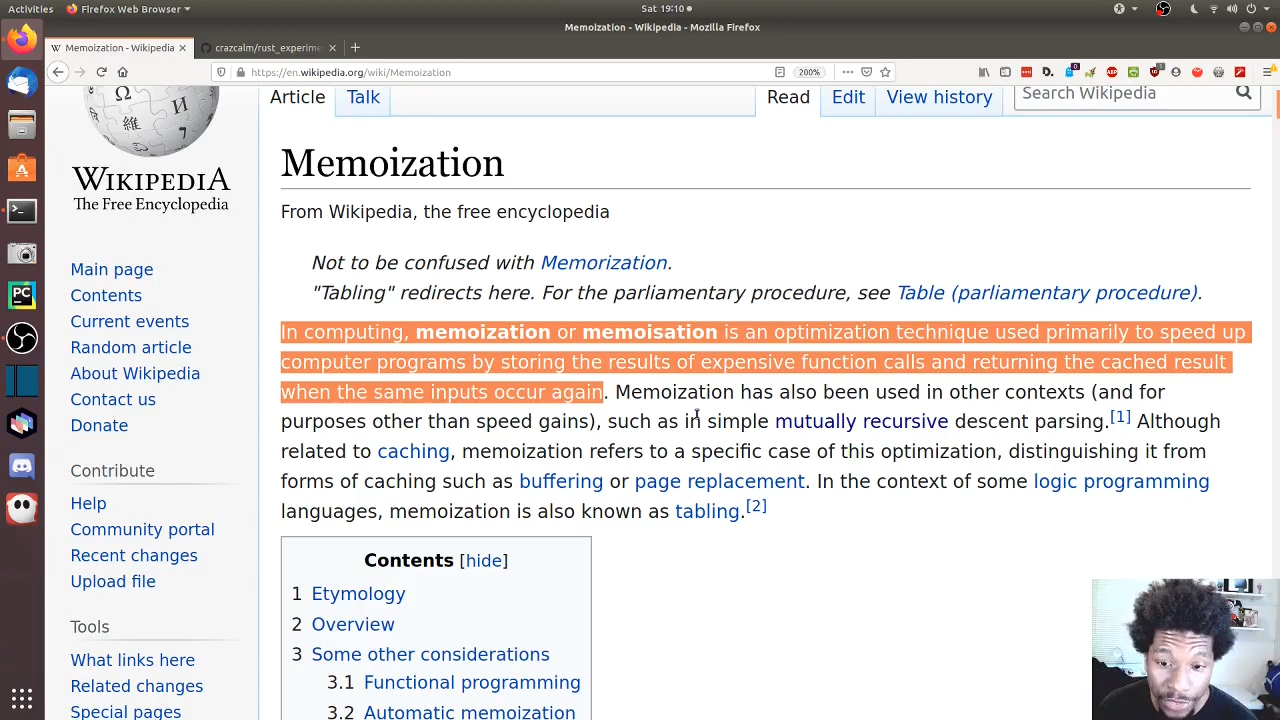 Activities
Firefox Web Browser
Sat 19:10
Memoization - Wikipedia - Mozilla Firefox
Memoization - Wikipedia
crazcalm/rust_experime
https://en.wikipedia.org/wiki/Memoization
200%
Article
Talk
Read
Edit
View history
Search Wikipedia
WIKIPEDIA
The Free Encyclopedia
Main page
Contents
Current events
Random article
About Wikipedia
Contact us
Donate
Contribute
Help
Community portal
Recent changes
Upload file
Tools
What links here
Related changes
Special pages
Memoization
From Wikipedia, the free encyclopedia
Not to be confused with Memorization.
"Tabling" redirects here. For the parliamentary procedure, see Table (parliamentary procedure).
In computing, memoization or memoisation is an optimization technique used primarily to speed up
computer programs by storing the results of expensive function calls and returning the cached result
when the same inputs occur again. Memoization has also been used in other contexts (and for
purposes other than speed gains), such as in simple mutually recursive descent parsing.[1] Although
related to caching, memoization refers to a specific case of this optimization, distinguishing it from
forms of caching such as buffering or page replacement. In the context of some logic programming
languages, memoization is also known as tabling.[2]
Contents [hide]
1 Etymology
2 Overview
3 Some other considerations
3.1 Functional programming
3.2 Automatic memoization